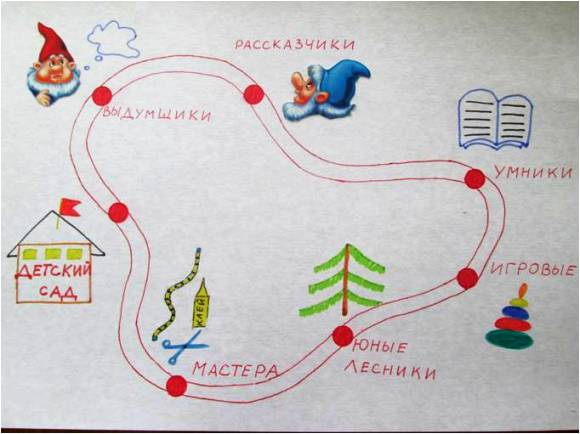 РАССКАЗЧИКИ
ВЫДУМЩИКИ
УМНИКИ
ДЕТСКИЙ
САД
ИГРОВЫЕ
КЛЕЙ
ЮНЫЕ
ЛЕСНИКИ
МАСТЕРА